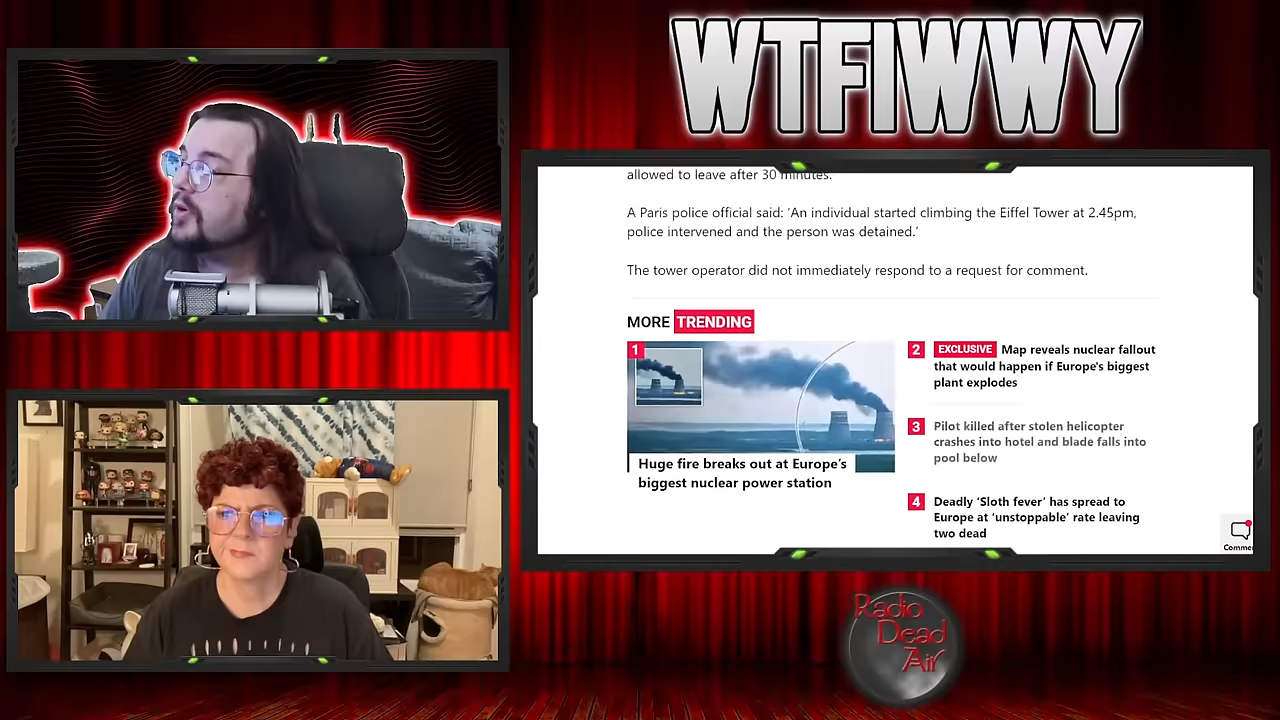 WTFIWWY
allowed to leave after 30 minutes.
A Paris police official said: ‘An individual started climbing the Eiffel Tower at 2.45pm,
police intervened and the person was detained.’
The tower operator did not immediately respond to a request for comment.
MORE TRENDING
1
Huge fire breaks out at Europe’s
biggest nuclear power station
2 EXCLUSIVE Map reveals nuclear fallout
that would happen if Europe's biggest
plant explodes
3 Pilot killed after stolen helicopter
crashes into hotel and blade falls into
pool below
4 Deadly ‘Sloth fever’ has spread to
Europe at ‘unstoppable’ rate leaving
two dead
Commen
Radio
Dead
Air